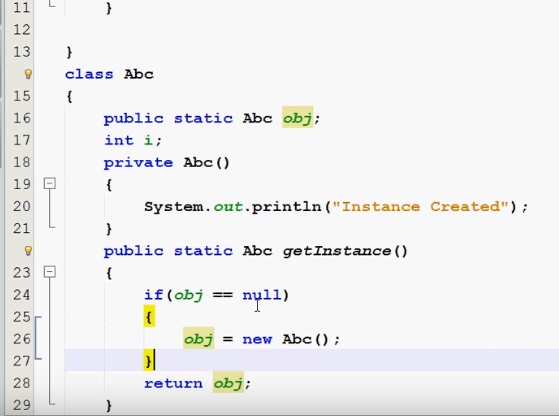 11 }
12
13 }
class Abc
15 {
16 public static Abc obj;
17 int i;
18 private Abc()
19 {
20 System.out.println("Instance Created");
21 }
public static Abc getInstance()
23 {
24 if(obj == null)
25 {
26 obj = new Abc();
27 }
28 return obj;
29 }